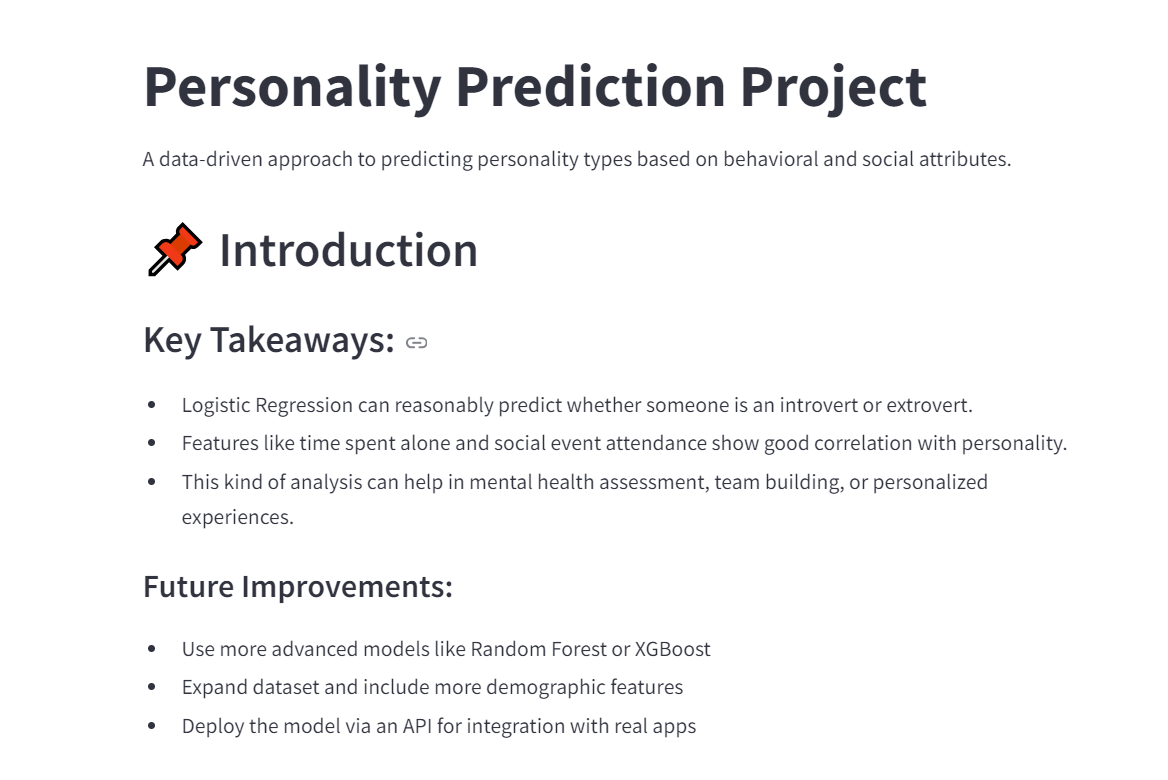 Personality Prediction Project
A data-driven approach to predicting personality types based on behavioral and social attributes.
Introduction
Key Takeaways:
Logistic Regression can reasonably predict whether someone is an introvert or extrovert.
Features like time spent alone and social event attendance show good correlation with personality.
This kind of analysis can help in mental health assessment, team building, or personalized
experiences.
Future Improvements:
Use more advanced models like Random Forest or XGBoost
Expand dataset and include more demographic features
Deploy the model via an API for integration with real apps